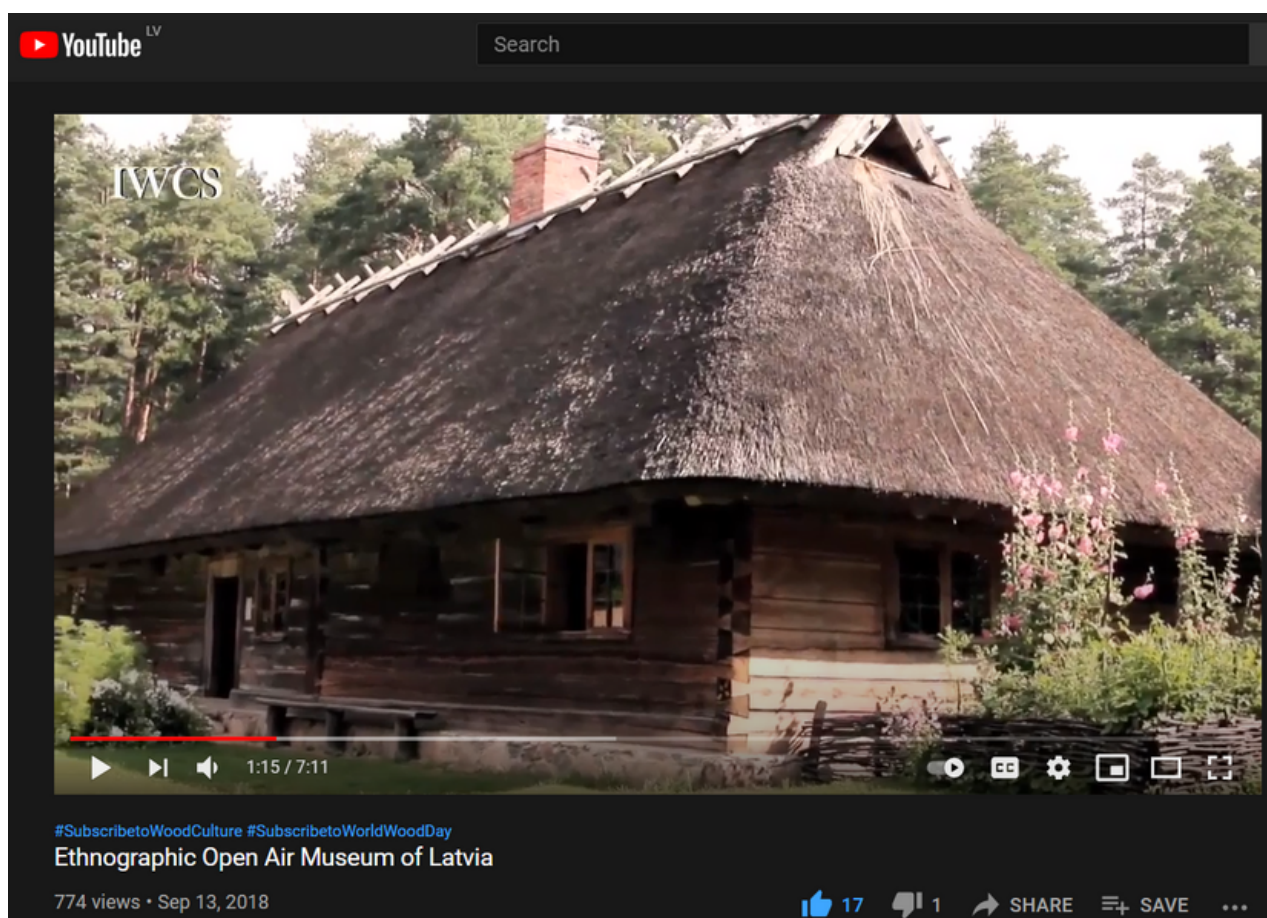 YouTube LV
Search
IWCS
1:15 / 7:11
CC
#SubscribetoWoodCulture #SubscribetoWorldWoodDay
Ethnographic Open Air Museum of Latvia
774 views • Sep 13, 2018
17 1 SHARE SAVE ...